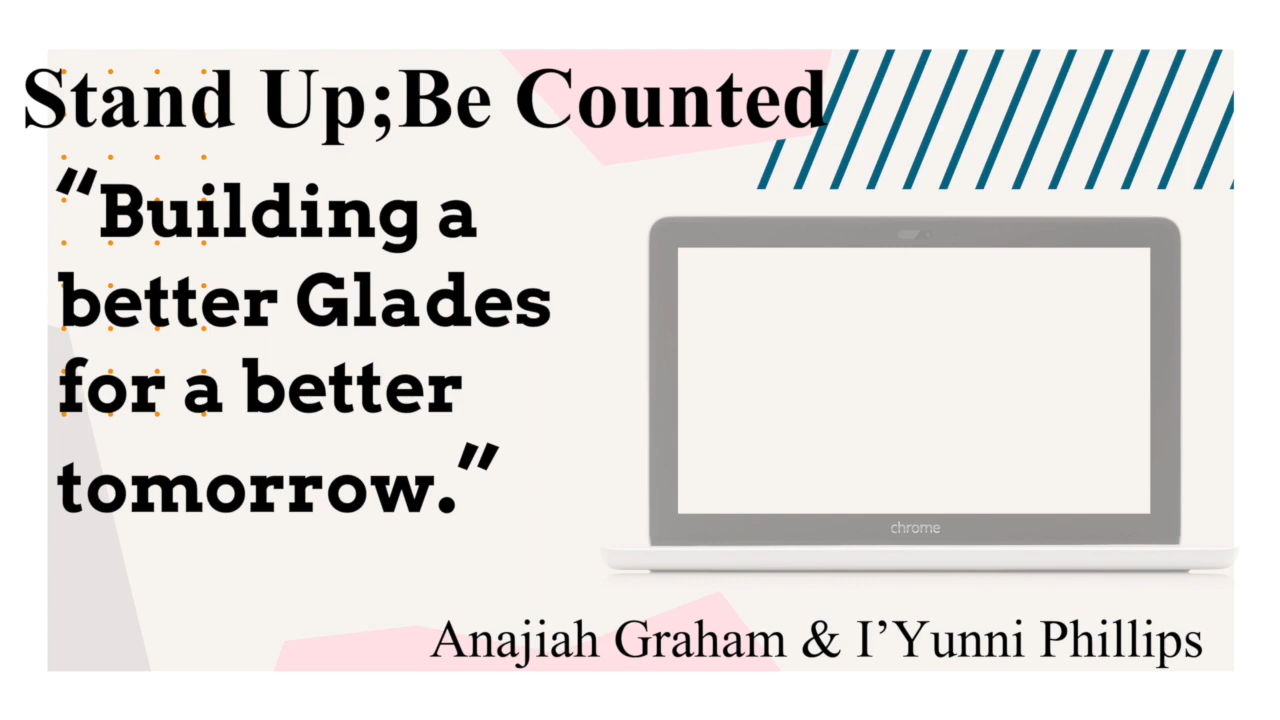 Stand Up;Be Counted
“Building a
better Glades
for a better
tomorrow.”
chrome
Anajiah Graham & I’Yunni Phillips